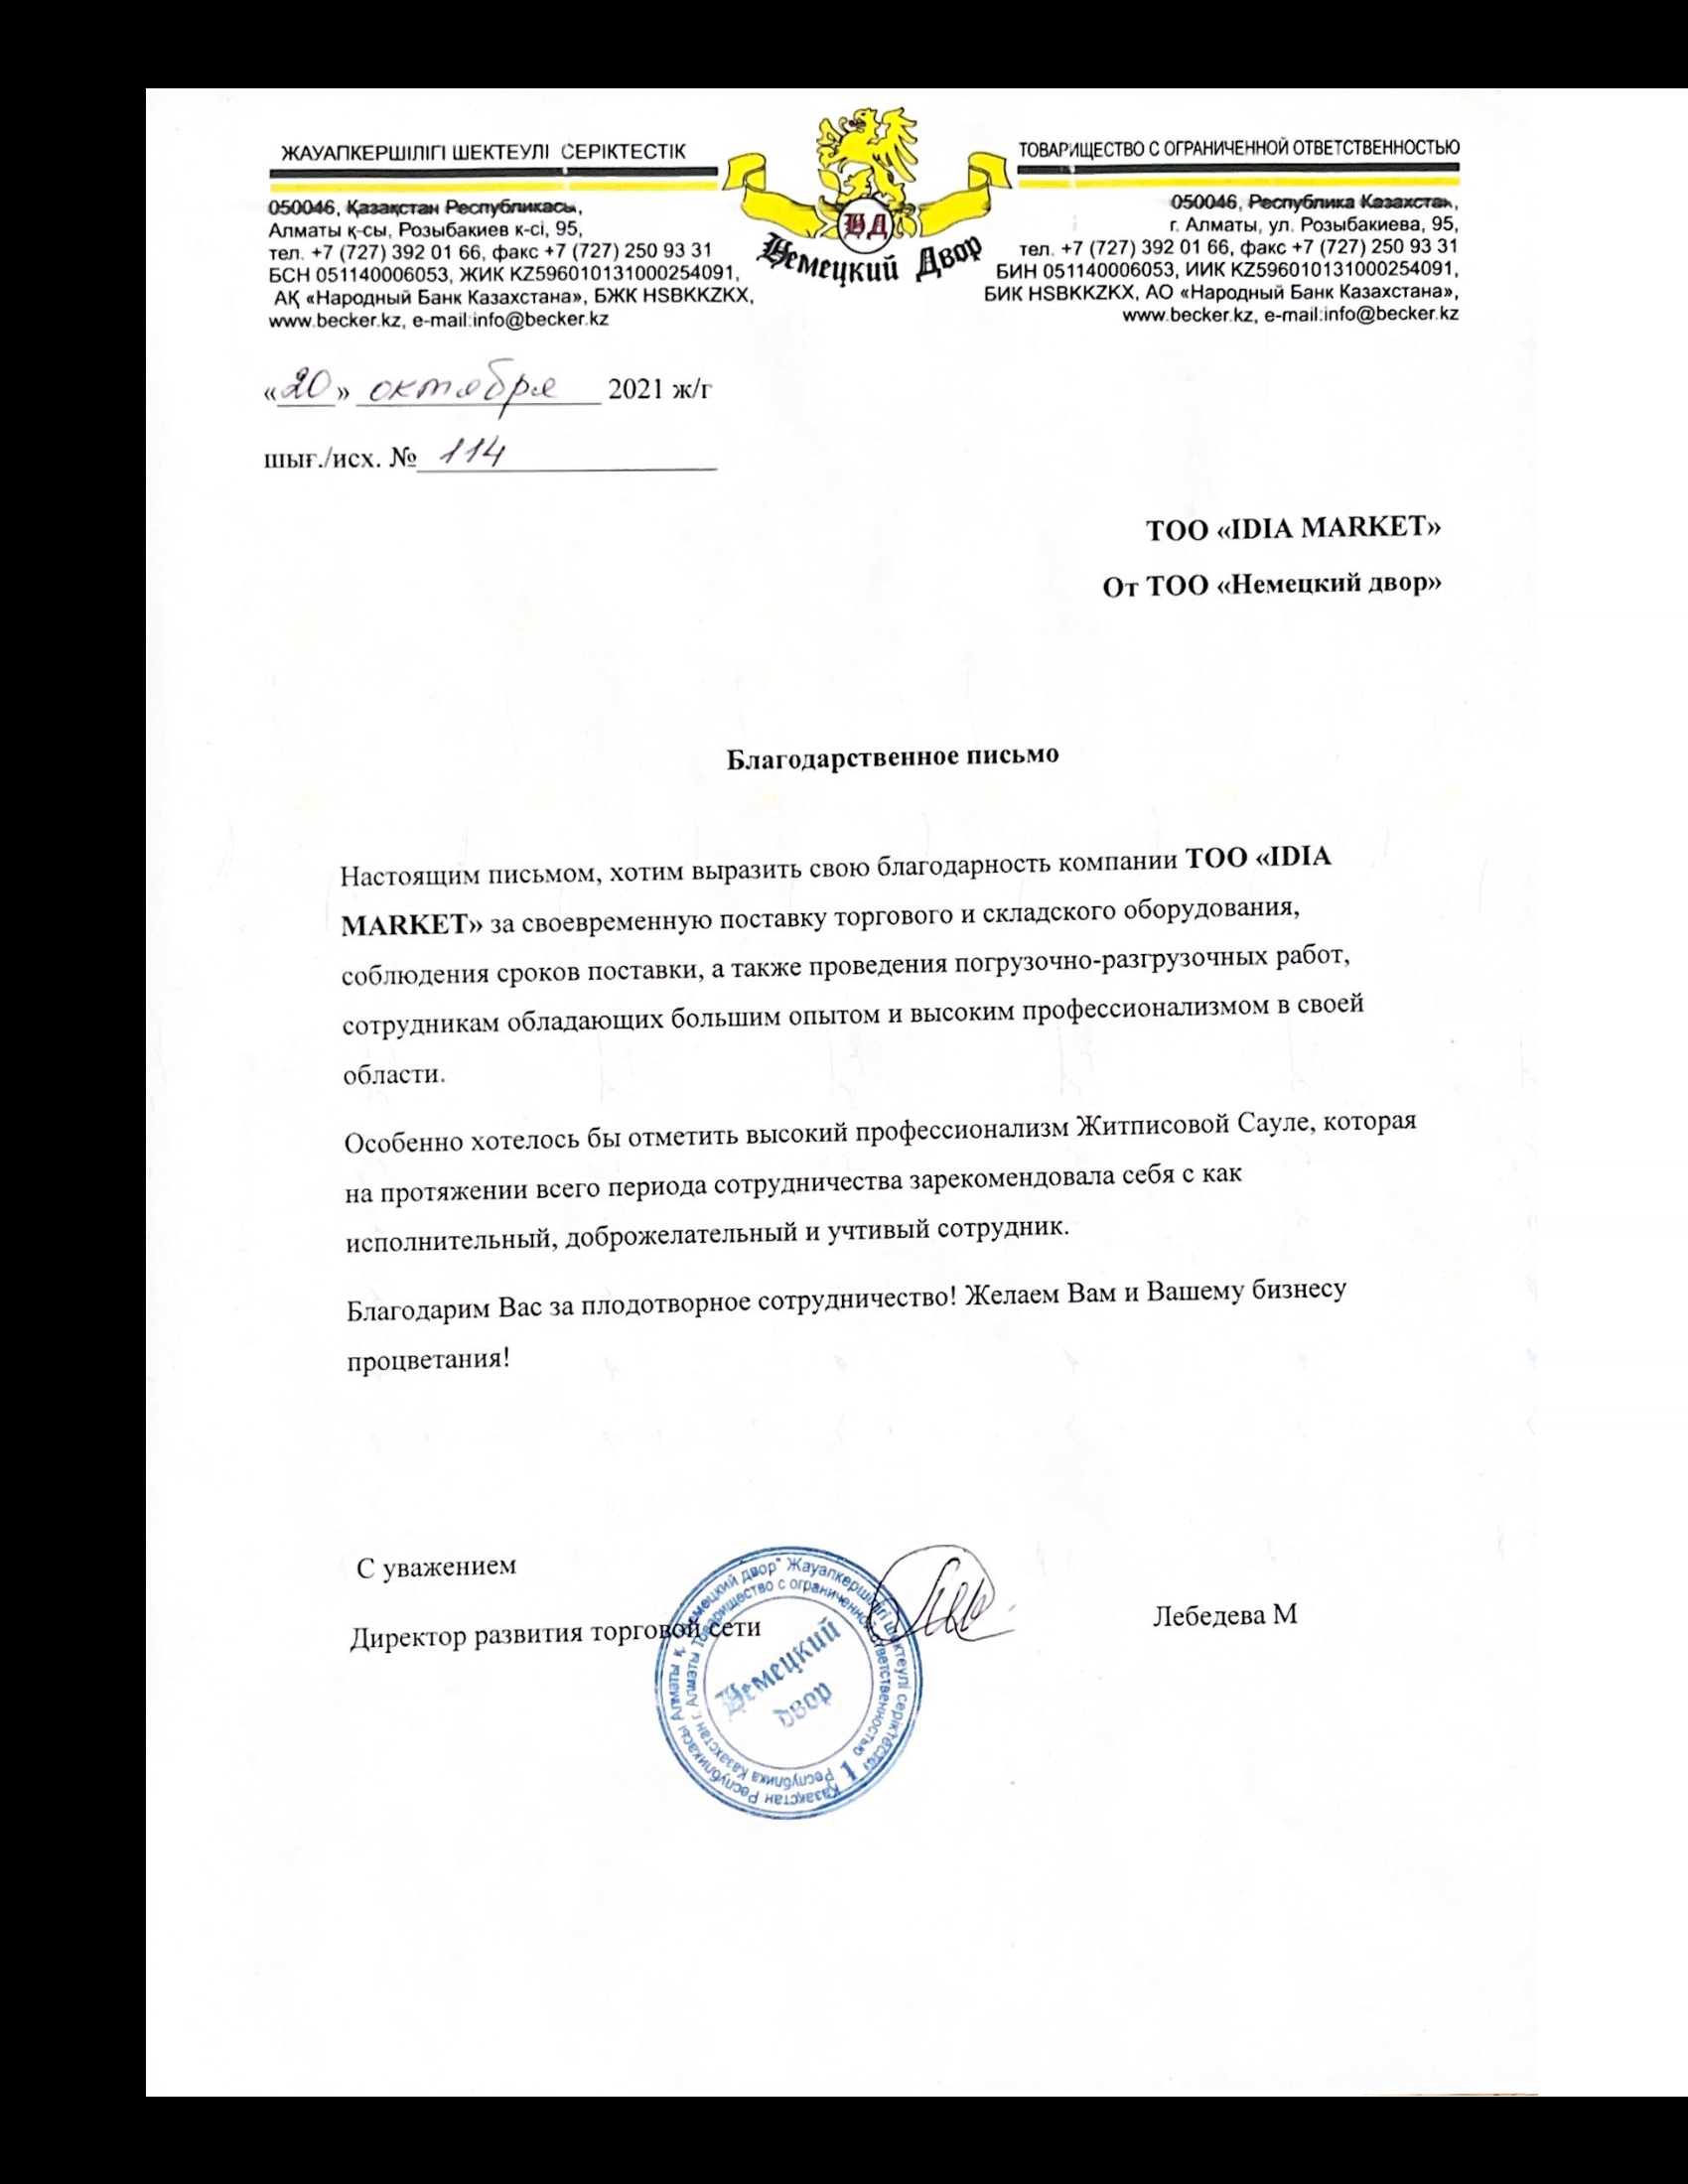 ЖАУАПКЕРШІЛІГІ ШЕКТЕУЛІ СЕРІКТЕСТІК
050046, Қазақстан Республикасы,
Алматы қ-сы, Розыбакиев к-сі, 95,
тел. +7 (727) 392 01 66, факс +7 (727) 250 93 31
БСН 051140006053, ЖИК KZ596010131000254091,
АҚ «Народный Банк Казахстана», БЖК HSBKKZKX,
www.becker.kz, e-mail:info@becker.kz
НД
Немецкий Двор
ТОВАРИЩЕСТВО С ОГРАНИЧЕННОЙ ОТВЕТСТВЕННОСТЬЮ
050046, Республика Казахстан,
г. Алматы, ул. Розыбакиева, 95,
тел. +7 (727) 392 01 66, факс +7 (727) 250 93 31
БИН 051140006053, ИИК KZ596010131000254091,
БИК HSBKKZKX, АО «Народный Банк Казахстана»,
www.becker.kz, e-mail:info@becker.kz
«20» октября 2021 ж/г
шығ./исх. № 114
ТОО «IDIA MARKET»
От ТОО «Немецкий двор»
Благодарственное письмо
Настоящим письмом, хотим выразить свою благодарность компании ТОО «IDIA
MARKET» за своевременную поставку торгового и складского оборудования,
соблюдения сроков поставки, а также проведения погрузочно-разгрузочных работ,
сотрудникам обладающих большим опытом и высоким профессионализмом в своей
области.
Особенно хотелось бы отметить высокий профессионализм Житписовой Сауле, которая
на протяжении всего периода сотрудничества зарекомендовала себя с как
исполнительный, доброжелательный и учтивый сотрудник.
Благодарим Вас за плодотворное сотрудничество! Желаем Вам и Вашему бизнесу
процветания!
С уважением
Директор развития торговой сети
Лебедева М
Қазақстан Республикасы Алматы қ. "Немецкий двор" Жауапкершілігі шектеулі серіктестігі
Республика Казахстан г. Алматы Товарищество с ограниченной ответственностью
Немецкий
двор
1